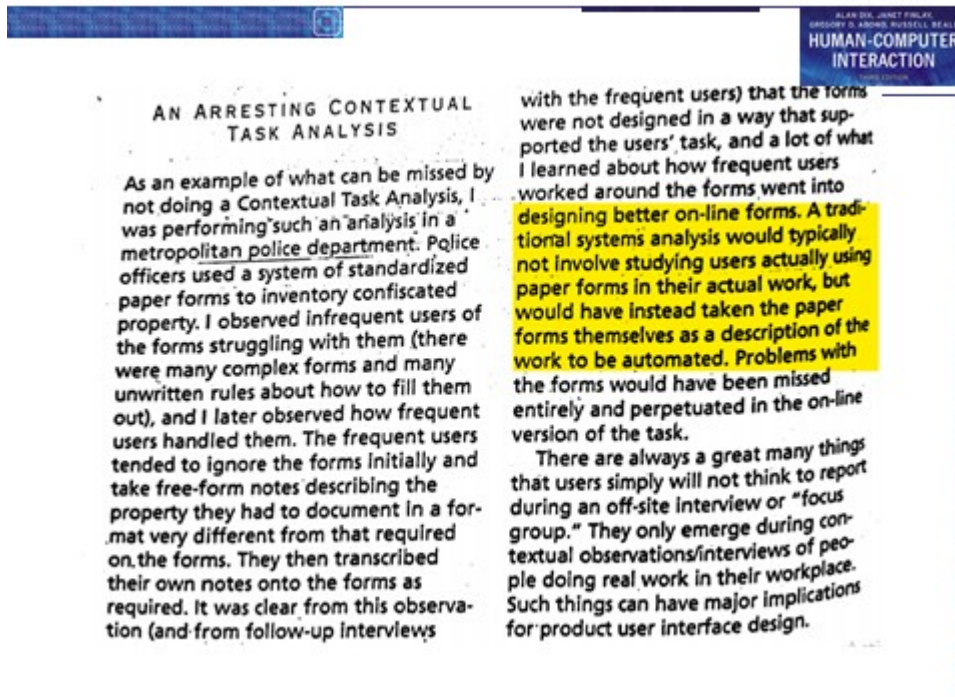 ALAN DIX, JANET FINLAY,
GREGORY D. ABOWD, RUSSELL BEALE
HUMAN-COMPUTER
INTERACTION
THIRD EDITION
AN ARRESTING CONTEXTUAL
TASK ANALYSIS
As an example of what can be missed by
not doing a Contextual Task Analysis, I
was performing such an analysis in a
metropolitan police department. Police
officers used a system of standardized
paper forms to inventory confiscated
property. I observed infrequent users of
the forms struggling with them (there
were many complex forms and many
unwritten rules about how to fill them
out), and I later observed how frequent
users handled them. The frequent users
tended to ignore the forms initially and
take free-form notes describing the
property they had to document in a for-
mat very different from that required
on the forms. They then transcribed
their own notes onto the forms as
required. It was clear from this observa-
tion (and from follow-up interviews
with the frequent users) that the forms
were not designed in a way that sup-
ported the users' task, and a lot of what
I learned about how frequent users
worked around the forms went into
designing better on-line forms. A tradi-
tional systems analysis would typically
not involve studying users actually using
paper forms in their actual work, but
would have instead taken the paper
forms themselves as a description of the
work to be automated. Problems with
the forms would have been missed
entirely and perpetuated in the on-line
version of the task.
There are always a great many things
that users simply will not think to report
during an off-site interview or "focus
group." They only emerge during con-
textual observations/interviews of peo-
ple doing real work in their workplace.
Such things can have major implications
for product user interface design.